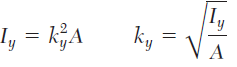 I_y = k_y^2 A    k_y = \sqrt{\frac{I_y}{A}}